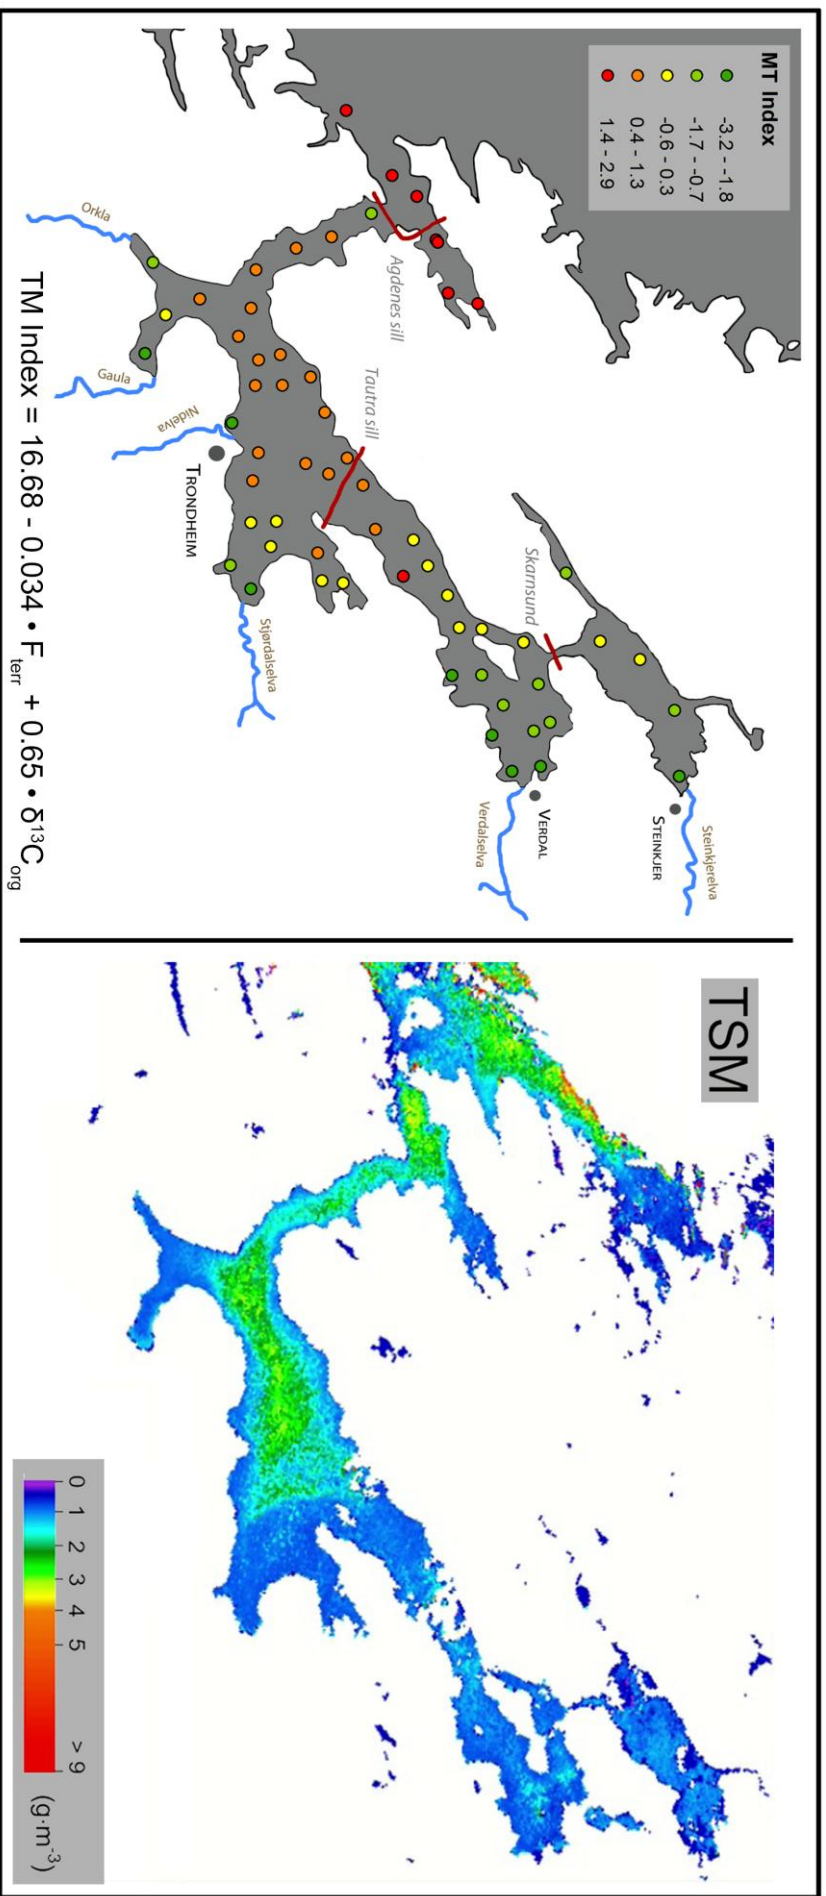 MT Index
-3.2 - -1.8
-1.7 - -0.7
-0.6 - 0.3
0.4 - 1.3
1.4 - 2.9
Agdenes sill
Tautra sill
Skarnsund
Orkla
Gaula
Nidelva
TRONDHEIM
Stjørdalselva
Verdalselva
VERDAL
STEINKJER
Steinkjerelva
TM Index = 16.68 - 0.034 • Fterr + 0.65 • δ¹³Corg
TSM
0 1 2 3 4 5 > 9
(g·m⁻³)